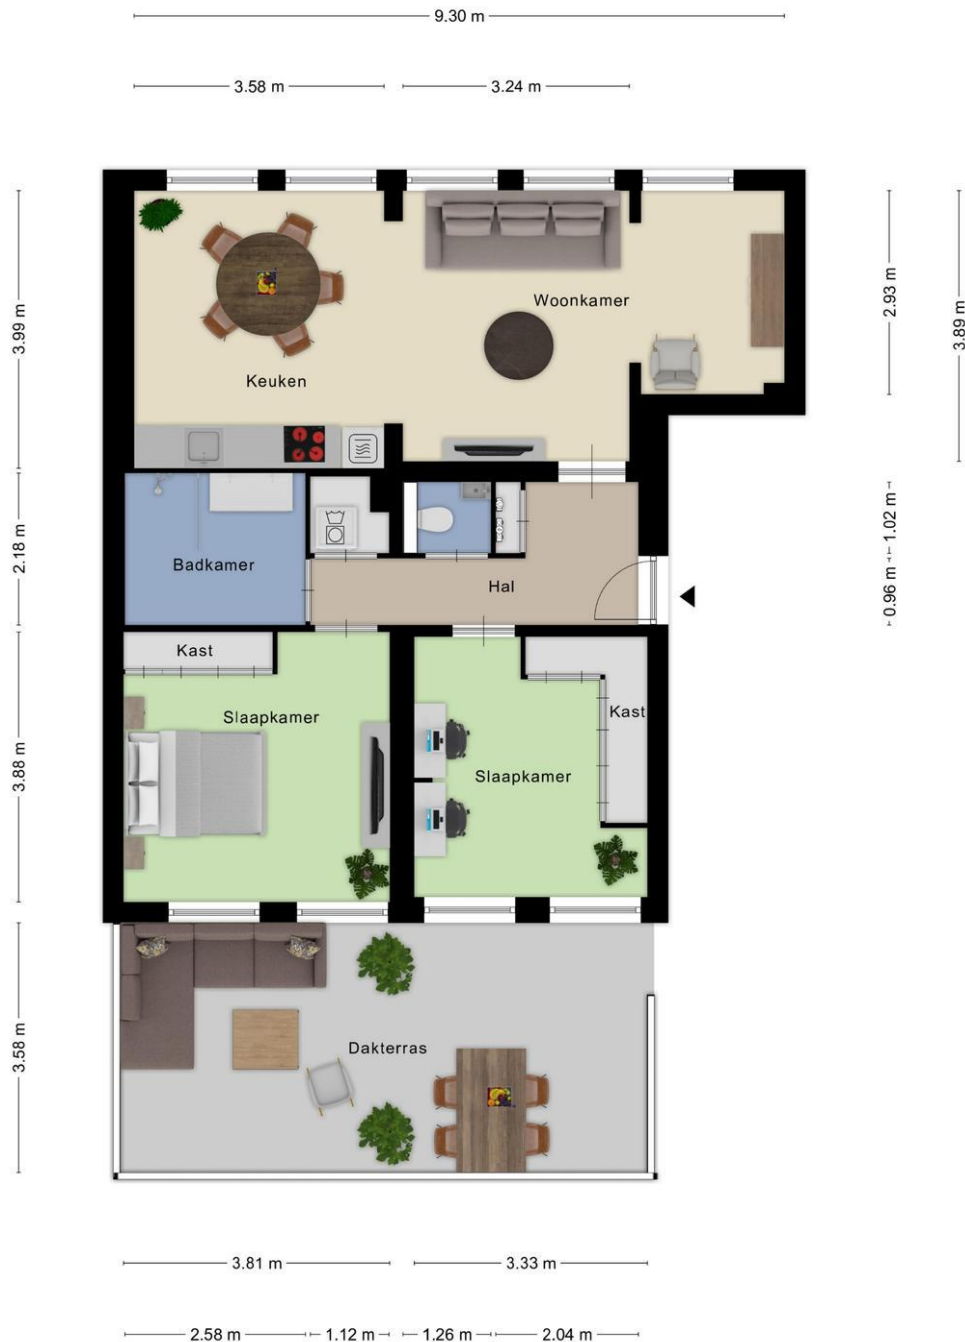 9.30 m
3.58 m
3.24 m
3.99 m
2.93 m
3.89 m
Woonkamer
Keuken
2.18 m
1.02 m
0.96 m
Badkamer
Hal
Kast
Slaapkamer
Kast
Slaapkamer
3.88 m
3.58 m
Dakterras
3.81 m
3.33 m
2.58 m
1.12 m
1.26 m
2.04 m